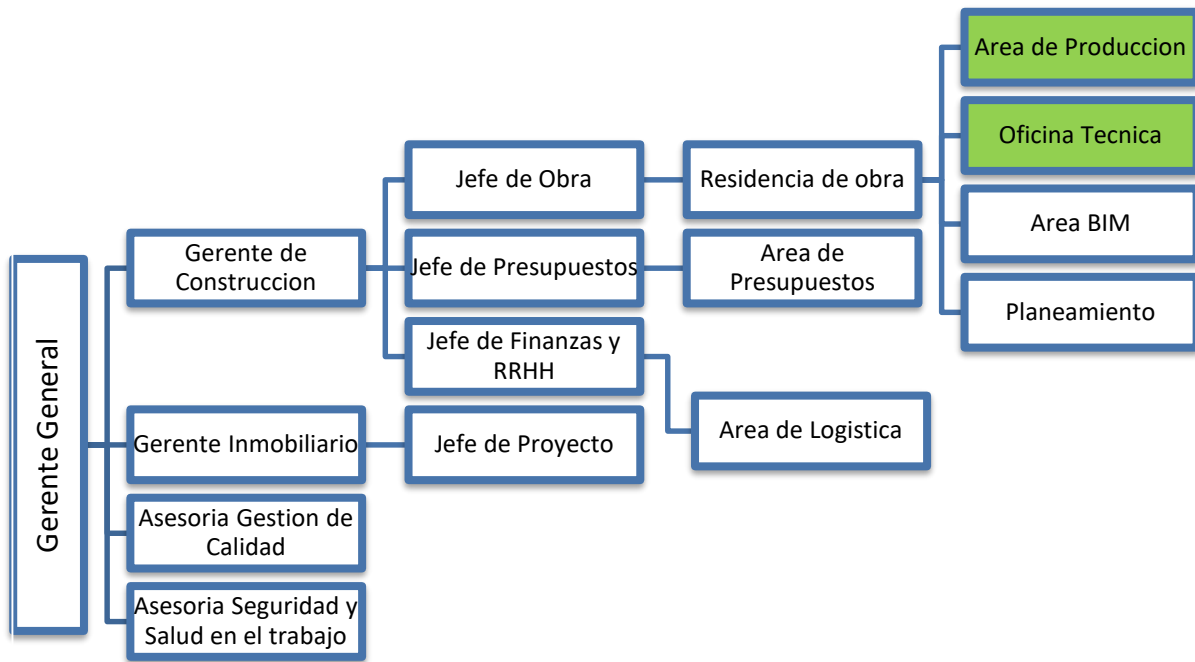 Gerente General
Gerente de
Construccion
Gerente Inmobiliario
Asesoria Gestion de
Calidad
Asesoria Seguridad y
Salud en el trabajo
Jefe de Obra
Jefe de Presupuestos
Jefe de Finanzas y
RRHH
Jefe de Proyecto
Residencia de obra
Area de
Presupuestos
Area de Logistica
Area de Produccion
Oficina Tecnica
Area BIM
Planeamiento